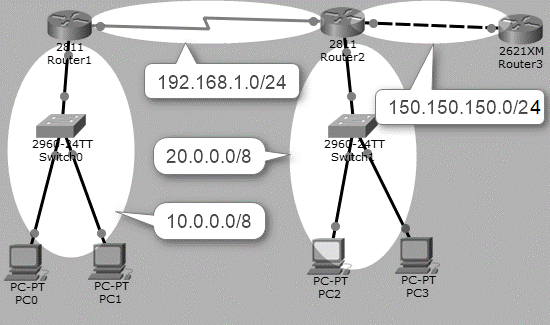 2811
Router1
2811
Router2
2621XM
Router3
192.168.1.0/24
150.150.150.0/24
2960-24TT
Switch0
2960-24TT
Switch1
20.0.0.0/8
10.0.0.0/8
PC-PT
PC0
PC-PT
PC1
PC-PT
PC2
PC-PT
PC3